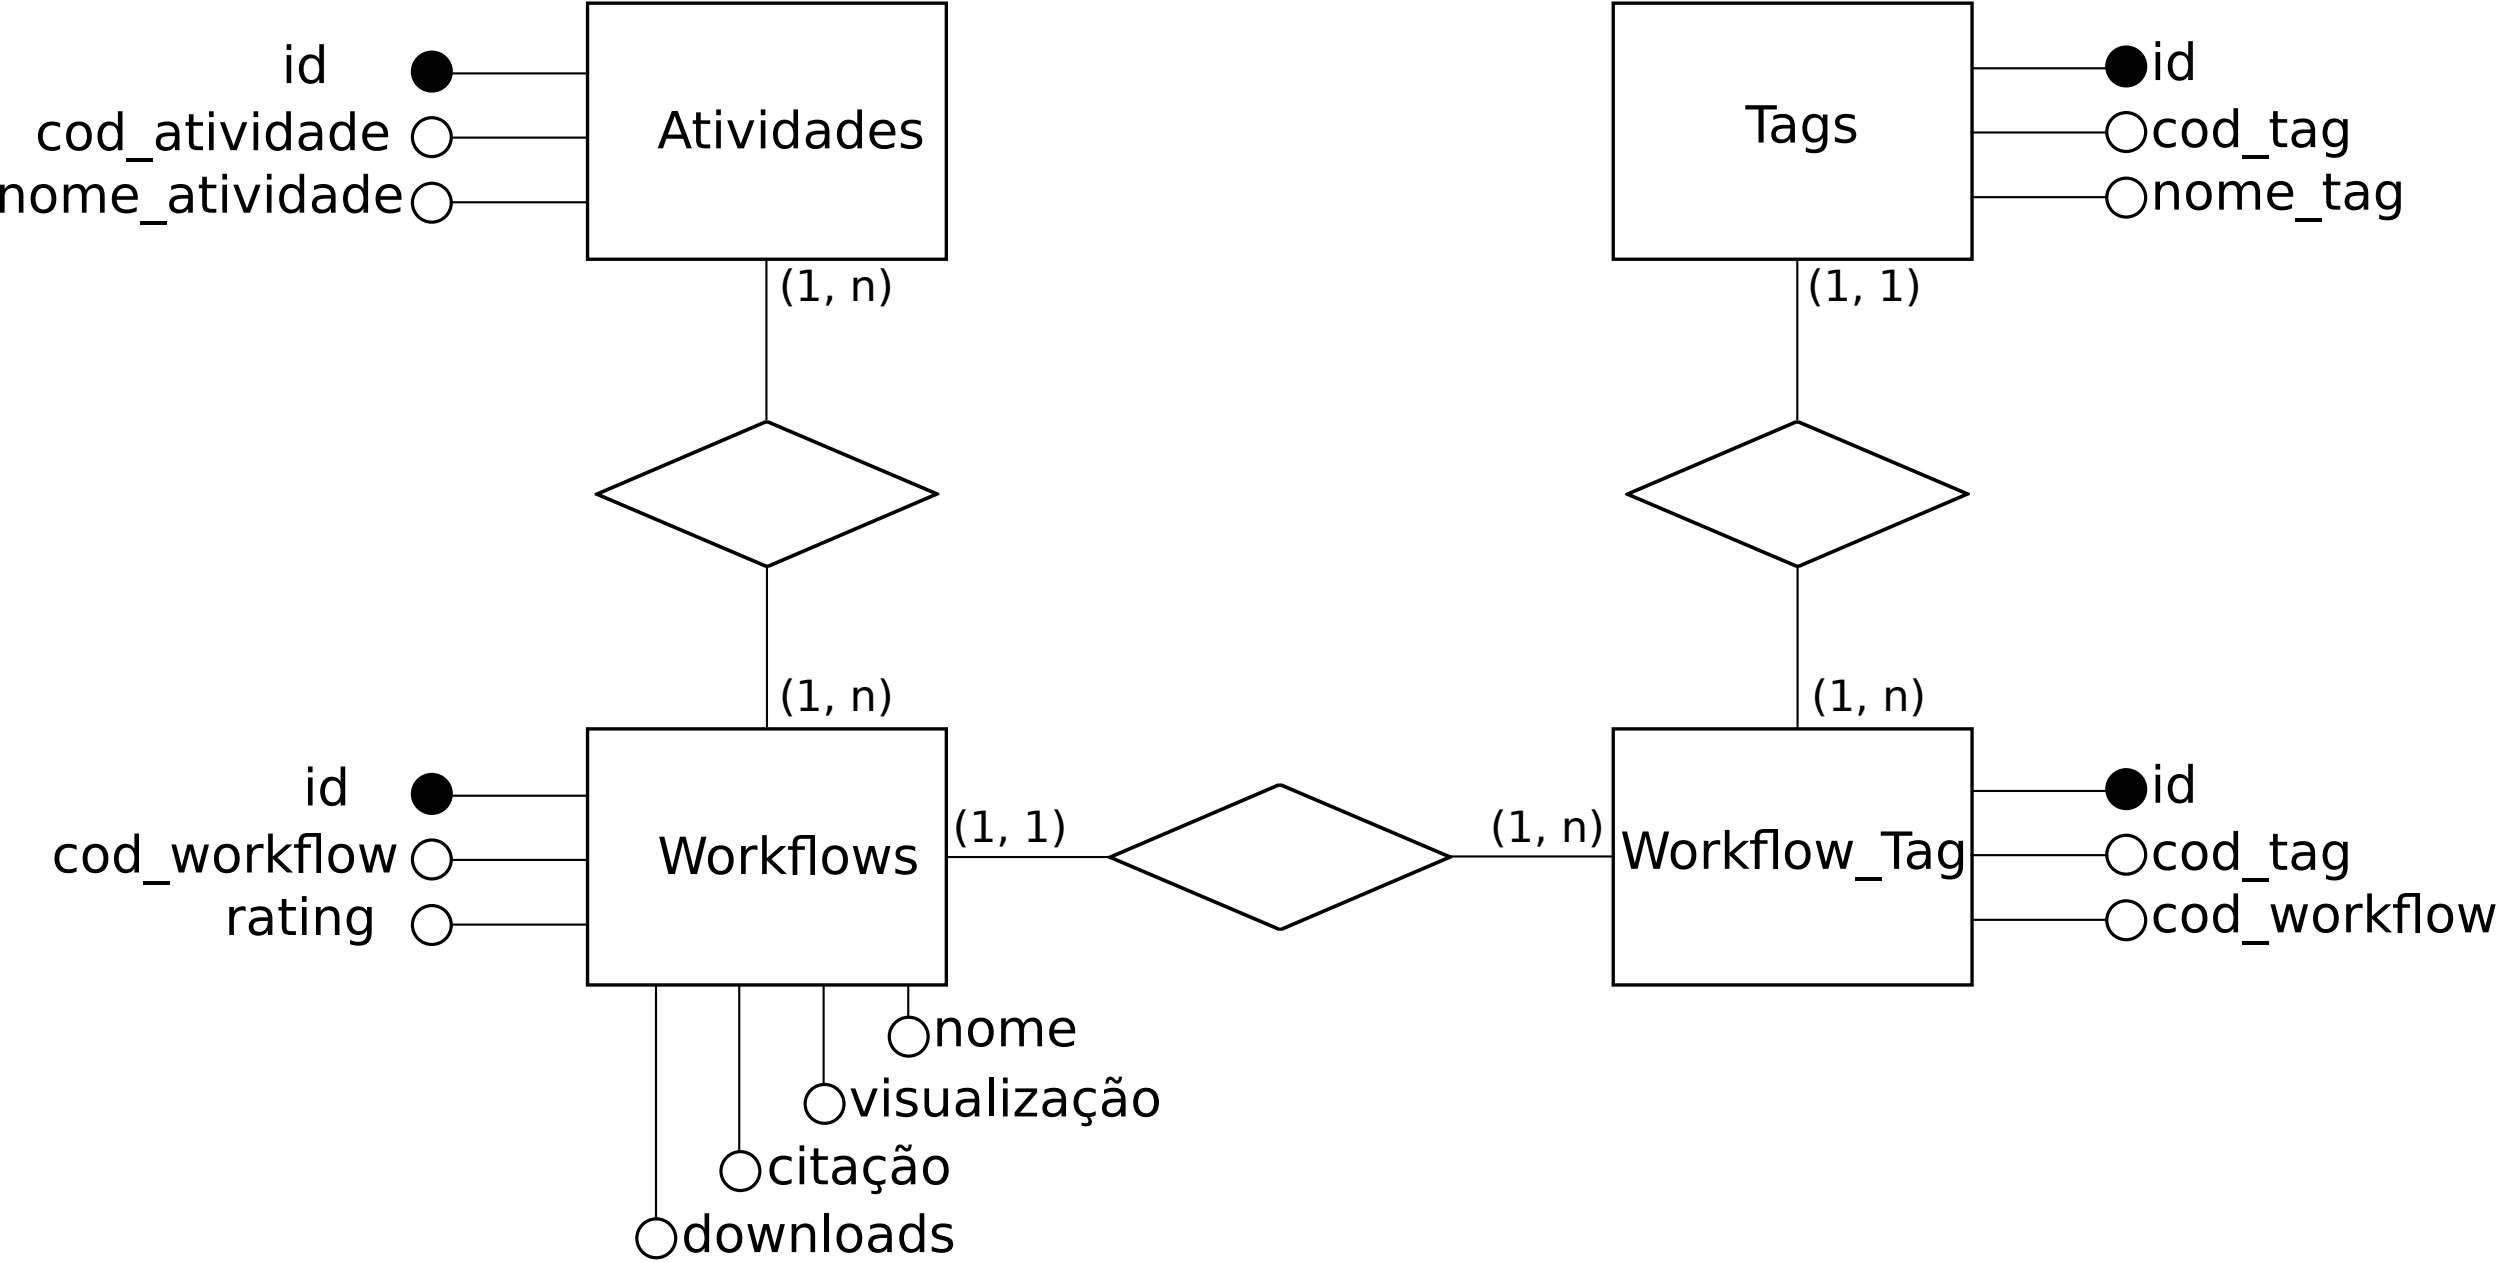 id
cod_atividade
nome_atividade
Atividades
Tags
id
cod_tag
nome_tag
(1, n)
(1, 1)
(1, n)
(1, n)
id
cod_workflow
rating
Workflows
(1, 1)
(1, n)
Workflow_Tag
id
cod_tag
cod_workflow
nome
visualização
citação
downloads